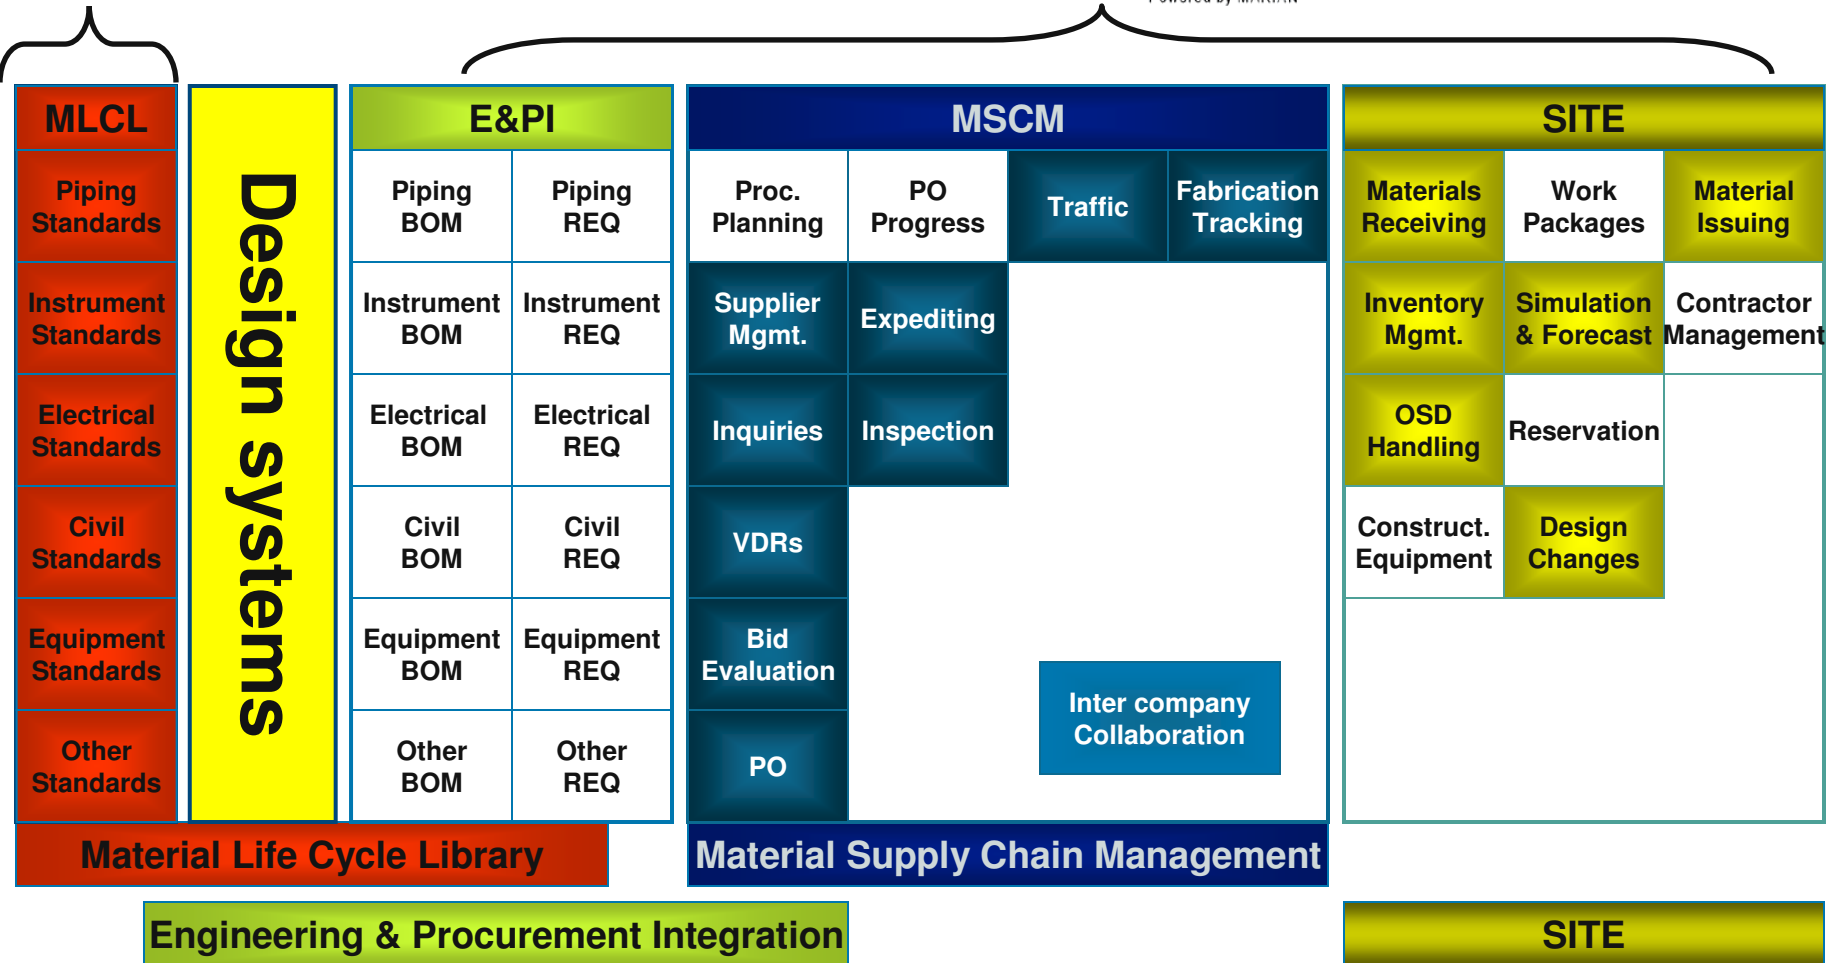 Powered by MARIAN
MLCL
E&PI
MSCM
SITE
Design systems
Piping
Standards
Piping
BOM
Piping
REQ
Proc.
Planning
PO
Progress
Traffic
Fabrication
Tracking
Materials
Receiving
Work
Packages
Material
Issuing
Instrument
Standards
Instrument
BOM
Instrument
REQ
Supplier
Mgmt.
Expediting
Inventory
Mgmt.
Simulation
& Forecast
Contractor
Management
Electrical
Standards
Electrical
BOM
Electrical
REQ
Inquiries
Inspection
OSD
Handling
Reservation
Civil
Standards
Civil
BOM
Civil
REQ
VDRs
Construct.
Equipment
Design
Changes
Equipment
Standards
Equipment
BOM
Equipment
REQ
Bid
Evaluation
Inter company
Collaboration
Other
Standards
Other
BOM
Other
REQ
PO
Material Life Cycle Library
Material Supply Chain Management
Engineering & Procurement Integration
SITE